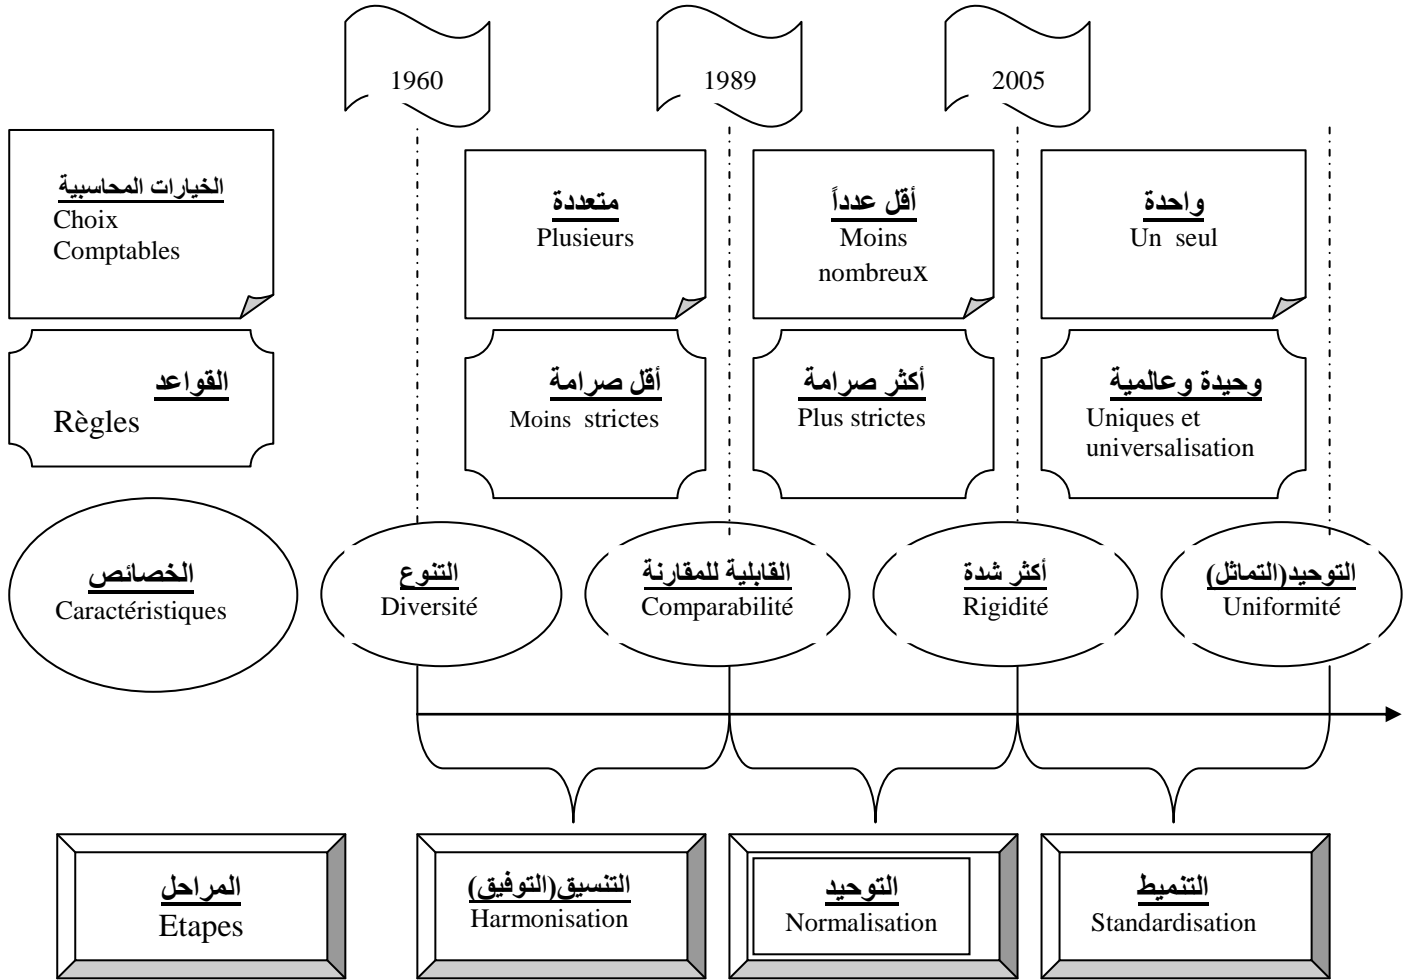 1960
1989
2005
الخيارات المحاسبية
Choix
Comptables
متعددة
Plusieurs
أقل عدداً
Moins
nombreux
واحدة
Un seul
القواعد
Règles
أقل صرامة
Moins strictes
أكثر صرامة
Plus strictes
وحيدة وعالمية
Uniques et
universalisation
الخصائص
Caractéristiques
التنوع
Diversité
القابلية للمقارنة
Comparabilité
أكثر شدة
Rigidité
التوحيد(التماثل)
Uniformité
المراحل
Etapes
التنسيق(التوفيق)
Harmonisation
التوحيد
Normalisation
التنميط
Standardisation